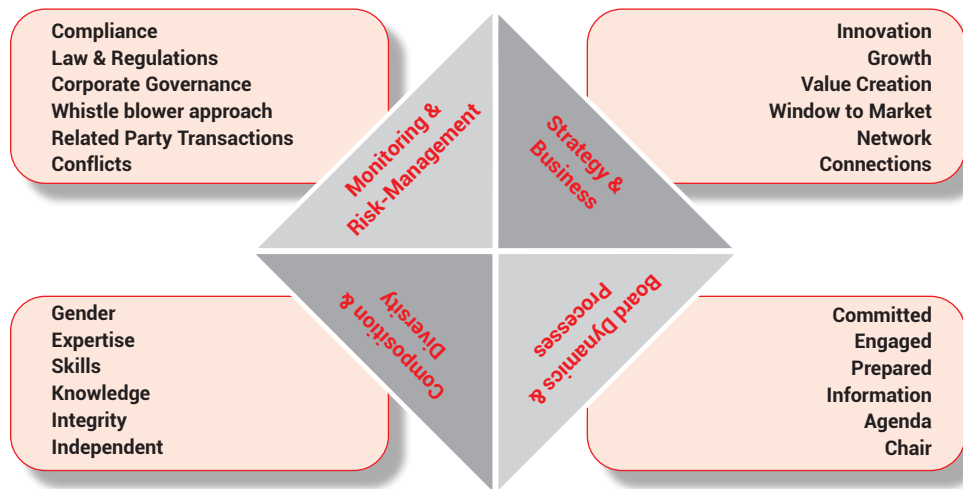 Compliance
Law & Regulations
Corporate Governance
Whistle blower approach
Related Party Transactions
Conflicts
Monitoring &
Risk-Management
Strategy &
Business
Innovation
Growth
Value Creation
Window to Market
Network
Connections
Gender
Expertise
Skills
Knowledge
Integrity
Independent
Composition &
Diversity
Board Dynamics &
Processes
Committed
Engaged
Prepared
Information
Agenda
Chair